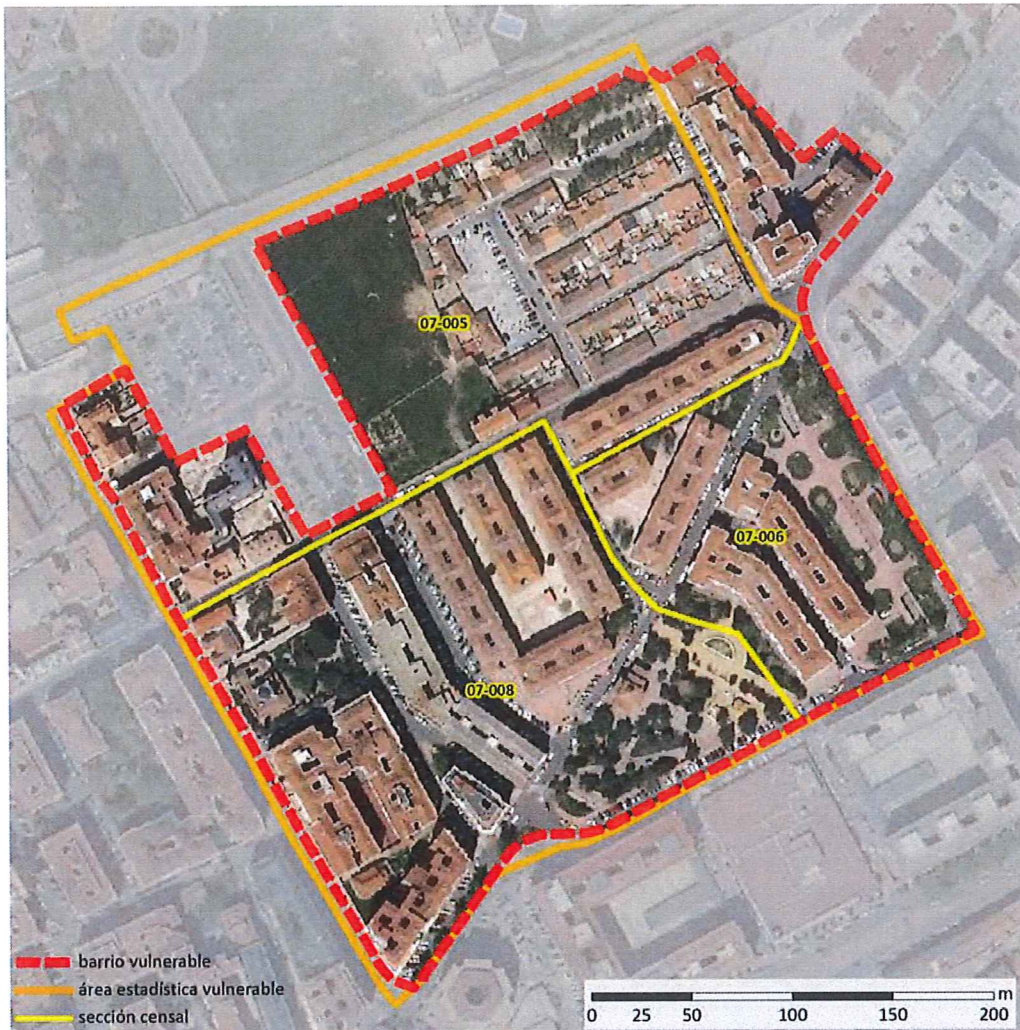 07-005
07-006
07-008
barrio vulnerable
área estadística vulnerable
sección censal
m
0 25 50 100 150 200